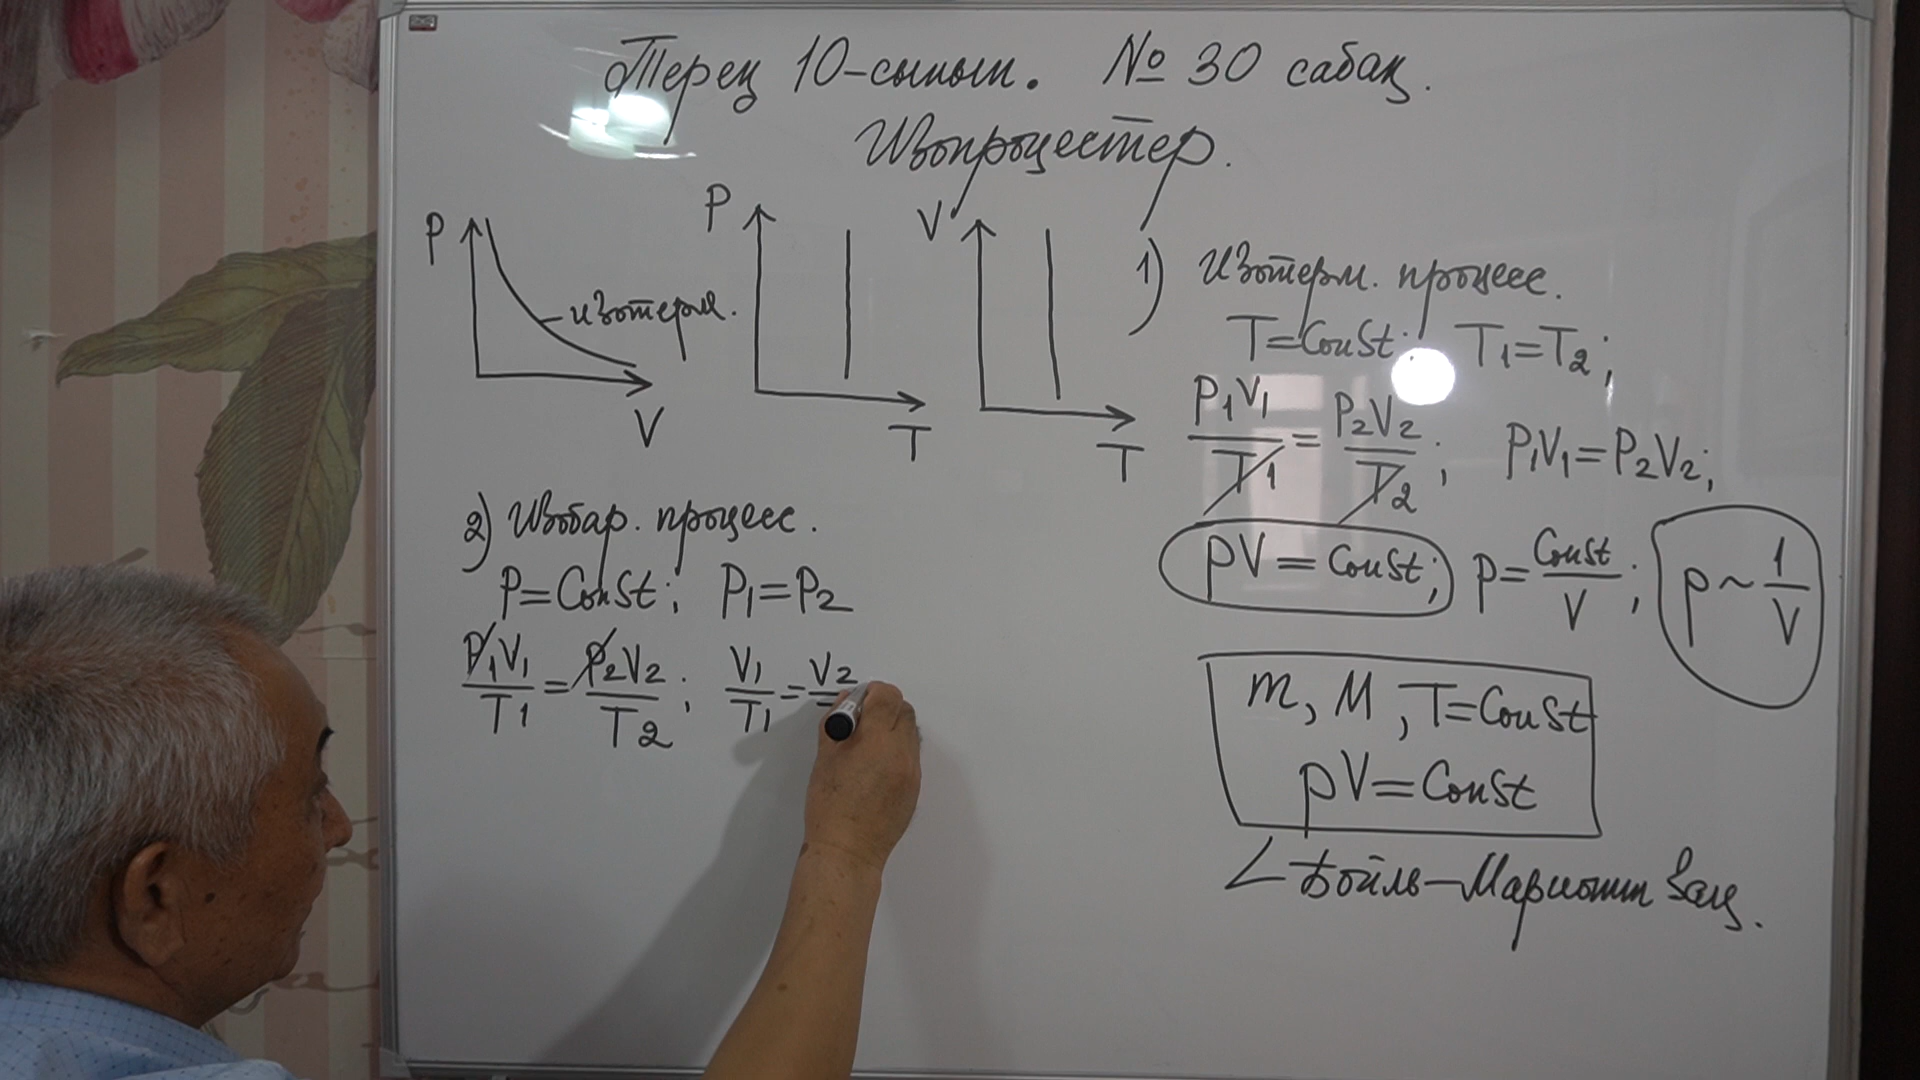 Терең 10-сынып. № 30 сабақ.
Изопроцестер.
P
V
изотерм.
P
T
V
T
1) Изотерм. процесс.
T=Const; T₁=T₂;
P₁V₁/T₁ = P₂V₂/T₂; P₁V₁=P₂V₂;
pV=Const; p=Const/V; p~1/V
m, M, T=Const
pV=Const
∠ Бойль-Мариотт заң.
2) Изобар. процесс.
P=Const; P₁=P₂
P₁V₁/T₁ = P₂V₂/T₂; V₁/T₁ = V₂